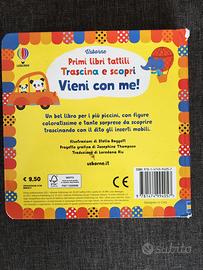 Usborne
Primi libri tattili
Trascina e scopri
Vieni con me!
Un bel libro per i più piccini, con figure
coloratissime e tante sorprese da scoprire
trascinando con il dito gli inserti mobili.
Illustrazioni di Stella Baggott
Progetto grafico di Josephine Thompson
Traduzione di Loredana Riu
usborne.it
€ 9,50
subito